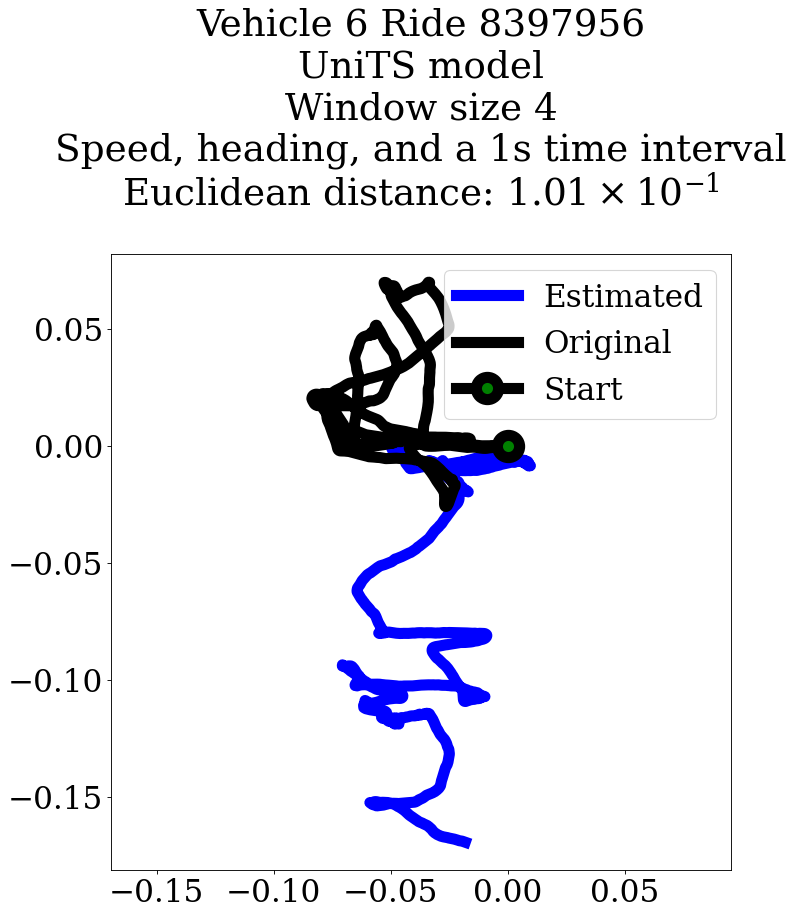 Vehicle 6 Ride 8397956
UniTS model
Window size 4
Speed, heading, and a 1s time interval
Euclidean distance: 1.01 × 10⁻¹
Estimated
Original
Start
0.05
0.00
−0.05
−0.10
−0.15
−0.15 −0.10 −0.05 0.00 0.05